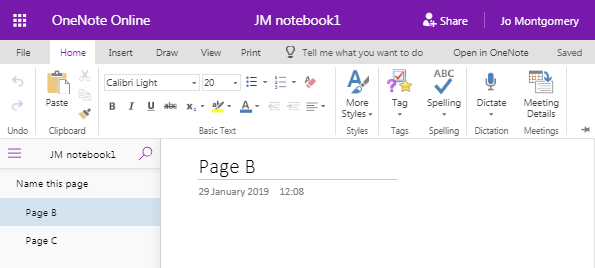 OneNote Online JM notebook1 Share Jo Montgomery
File Home Insert Draw View Print Tell me what you want to do Open in OneNote Saved
Paste Calibri Light 20 More Styles Tag Spelling Dictate Meeting Details
B I U abc x₂ ab A
Undo Clipboard Basic Text Styles Tags Spelling Dictation Meetings
JM notebook1
Name this page
Page B
Page C
Page B
29 January 2019 12:08